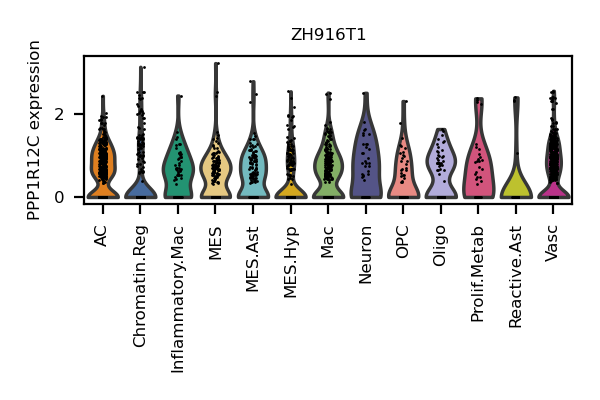 ZH916T1
PPP1R12C expression
2
0
AC
Chromatin.Reg
Inflammatory.Mac
MES
MES.Ast
MES.Hyp
Mac
Neuron
OPC
Oligo
Prolif.Metab
Reactive.Ast
Vasc